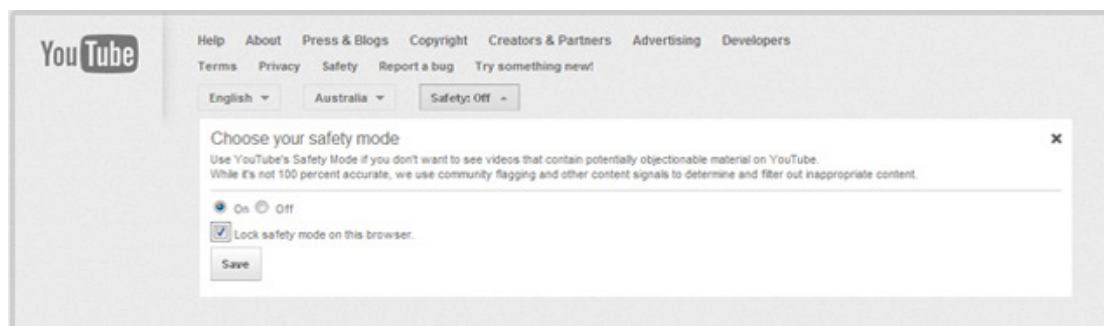 YouTube
Help About Press & Blogs Copyright Creators & Partners Advertising Developers
Terms Privacy Safety Report a bug Try something new!
English Australia Safety: Off
Choose your safety mode
Use YouTube's Safety Mode if you don't want to see videos that contain potentially objectionable material on YouTube.
While it's not 100 percent accurate, we use community flagging and other content signals to determine and filter out inappropriate content.
On Off
Lock safety mode on this browser.
Save